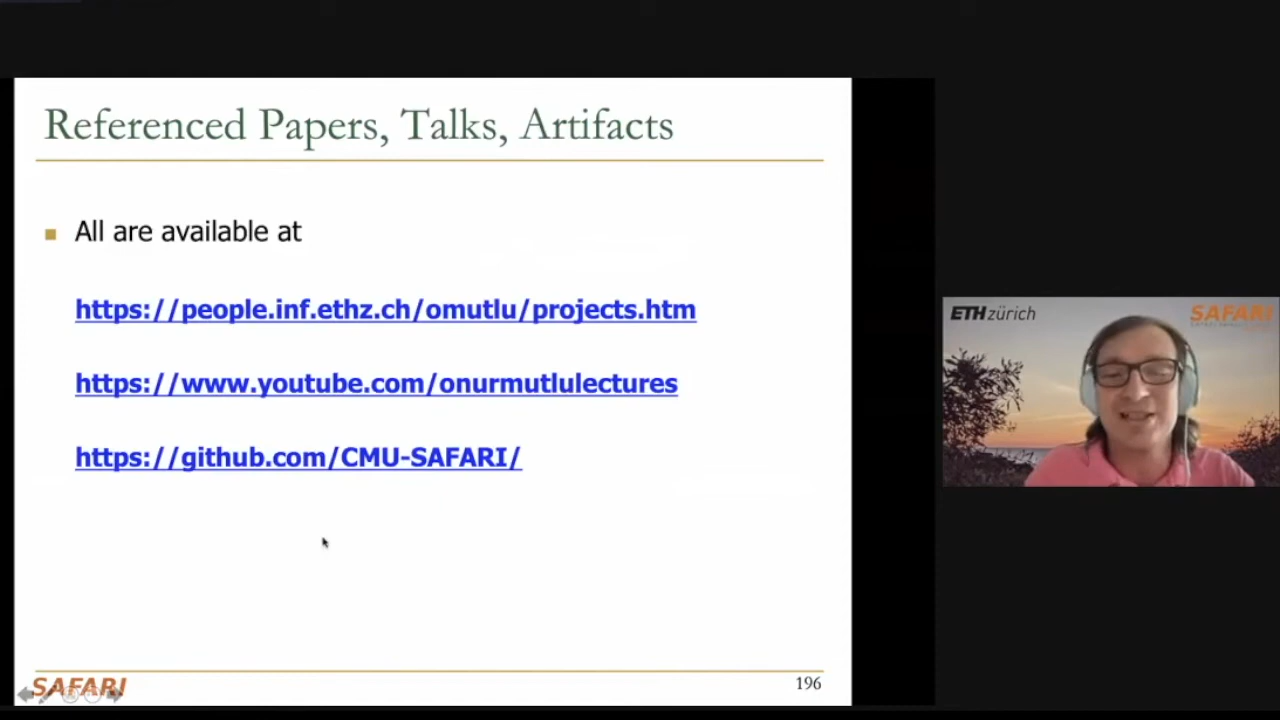 Referenced Papers, Talks, Artifacts
All are available at
https://people.inf.ethz.ch/omutlu/projects.htm
https://www.youtube.com/onurmutlulectures
https://github.com/CMU-SAFARI/
SAFARI
196
ETH zürich
SAFARI